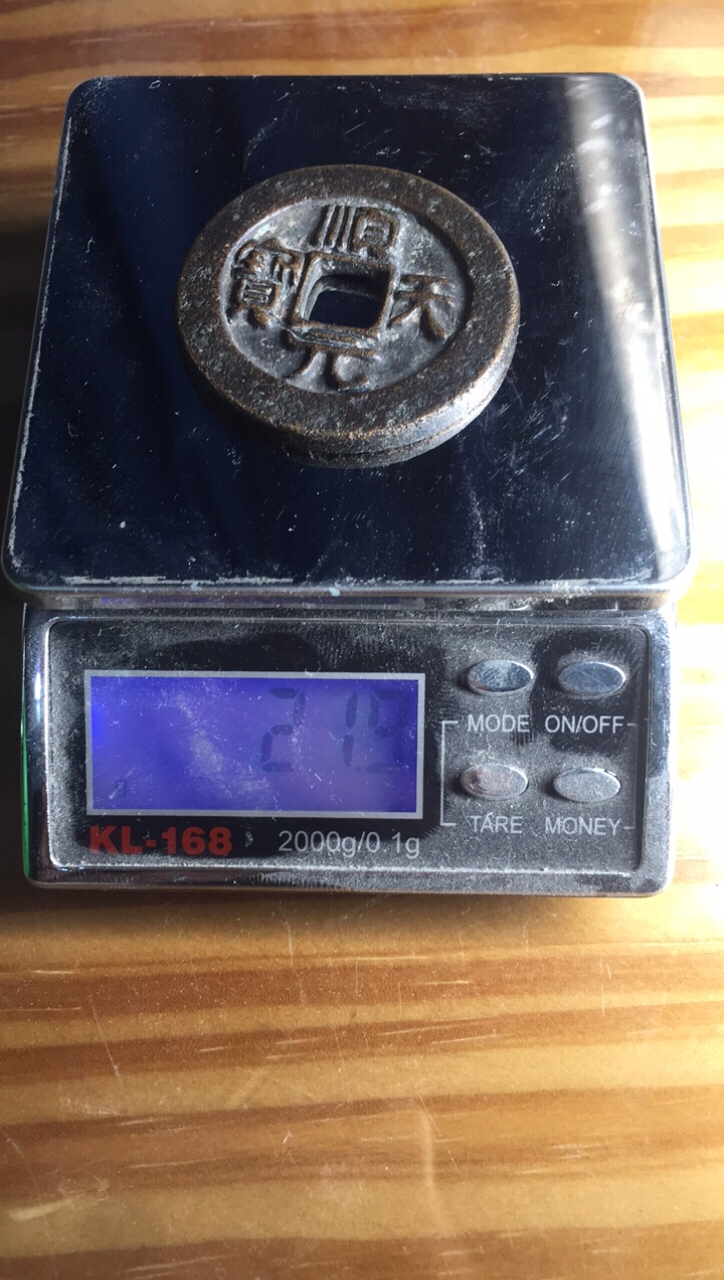 順天元寶
MODE ON/OFF
TARE MONEY
KL-168 2000g/0.1g